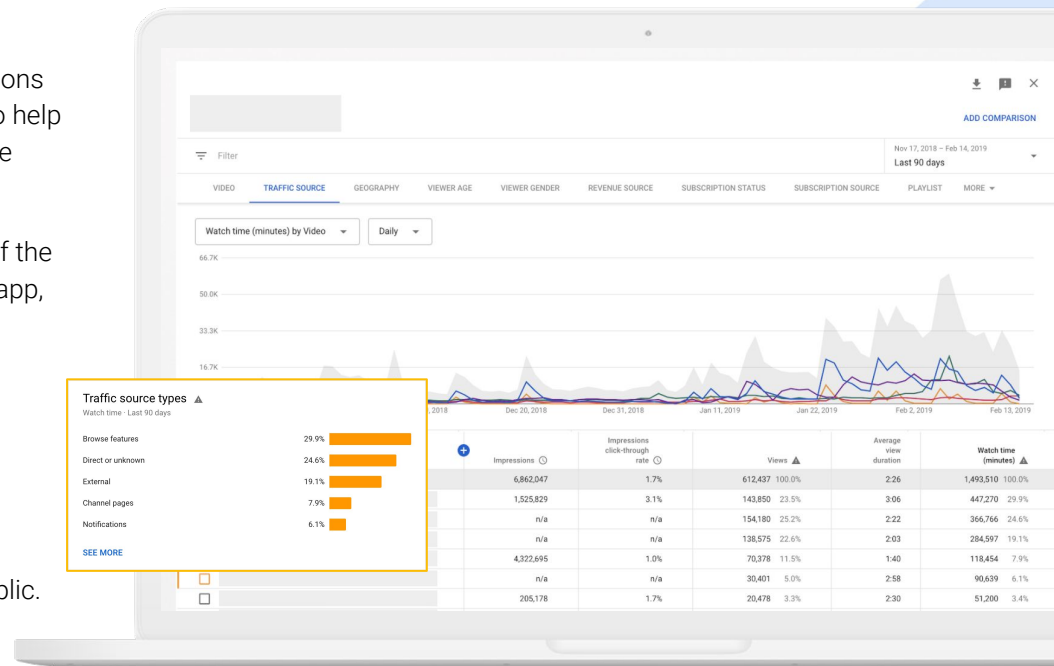 ons
o help
e
f the
app,
plic.
ADD COMPARISON
Filter
Nov 17, 2018 – Feb 14, 2019
Last 90 days
VIDEO TRAFFIC SOURCE GEOGRAPHY VIEWER AGE VIEWER GENDER REVENUE SOURCE SUBSCRIPTION STATUS SUBSCRIPTION SOURCE PLAYLIST MORE
Watch time (minutes) by Video Daily
66.7K
50.0K
33.3K
16.7K
, 2018 Dec 20, 2018 Dec 31, 2018 Jan 11, 2019 Jan 22, 2019 Feb 2, 2019 Feb 13, 2019
Traffic source types
Watch time · Last 90 days
Browse features 29.9%
Direct or unknown 24.6%
External 19.1%
Channel pages 7.9%
Notifications 6.1%
SEE MORE
Impressions
Impressions
click-through
rate
Views
Average
view
duration
Watch time
(minutes)
6,862,047 1.7% 612,437 100.0% 2:26 1,493,510 100.0%
1,525,829 3.1% 143,850 23.5% 3:06 447,270 29.9%
n/a n/a 154,180 25.2% 2:22 366,766 24.6%
n/a n/a 138,575 22.6% 2:03 284,597 19.1%
4,322,695 1.0% 70,378 11.5% 1:40 118,454 7.9%
n/a n/a 30,401 5.0% 2:58 90,639 6.1%
205,178 1.7% 20,478 3.3% 2:30 51,200 3.4%